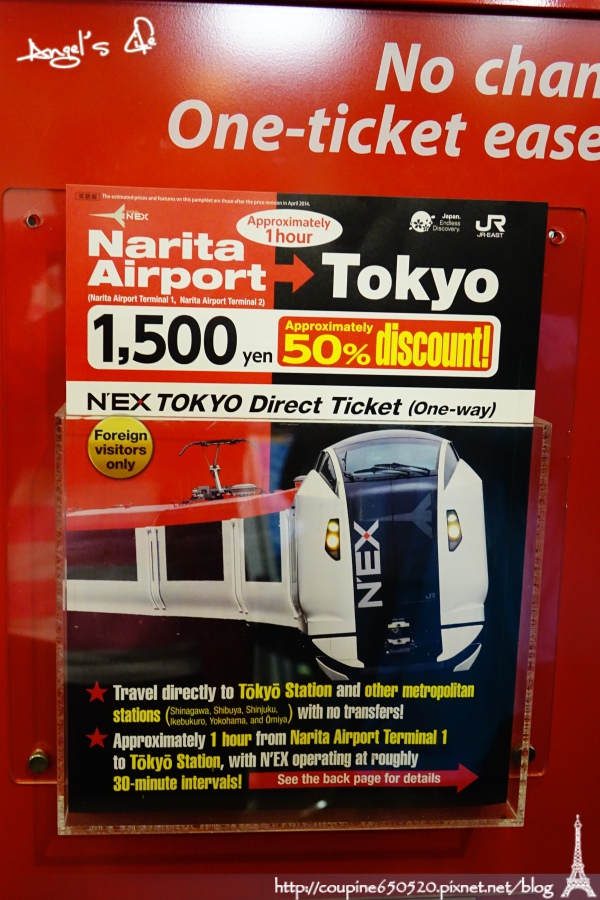 Angel's Life
No chan
One-ticket ease
The estimated prices and features on this pamphlet are those after the price revision in April 2014.
N'EX
Approximately
1 hour
Japan.
Endless
Discovery.
JR
JR-EAST
Narita
Airport
Tokyo
(Narita Airport Terminal 1, Narita Airport Terminal 2)
1,500 yen
Approximately
50% discount!
N'EX TOKYO Direct Ticket (One-way)
Foreign
visitors
only
N'EX
JR
★ Travel directly to Tōkyō Station and other metropolitan
stations (Shinagawa, Shibuya, Shinjuku,
Ikebukuro, Yokohama, and Ōmiya) with no transfers!
★ Approximately 1 hour from Narita Airport Terminal 1
to Tōkyō Station, with N'EX operating at roughly
30-minute intervals!
See the back page for details
http://coupine650520.pixnet.net/blog